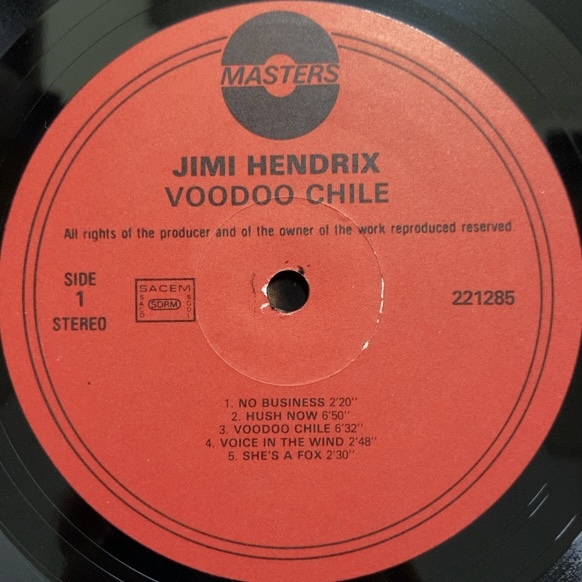 MASTERS
JIMI HENDRIX
VOODOO CHILE
All rights of the producer and of the owner of the work reproduced reserved.
SIDE
1
STEREO
SACEM
SDRM
221285
1. NO BUSINESS 2'20''
2. HUSH NOW 6'50''
3. VOODOO CHILE 6'32''
4. VOICE IN THE WIND 2'48''
5. SHE'S A FOX 2'30''